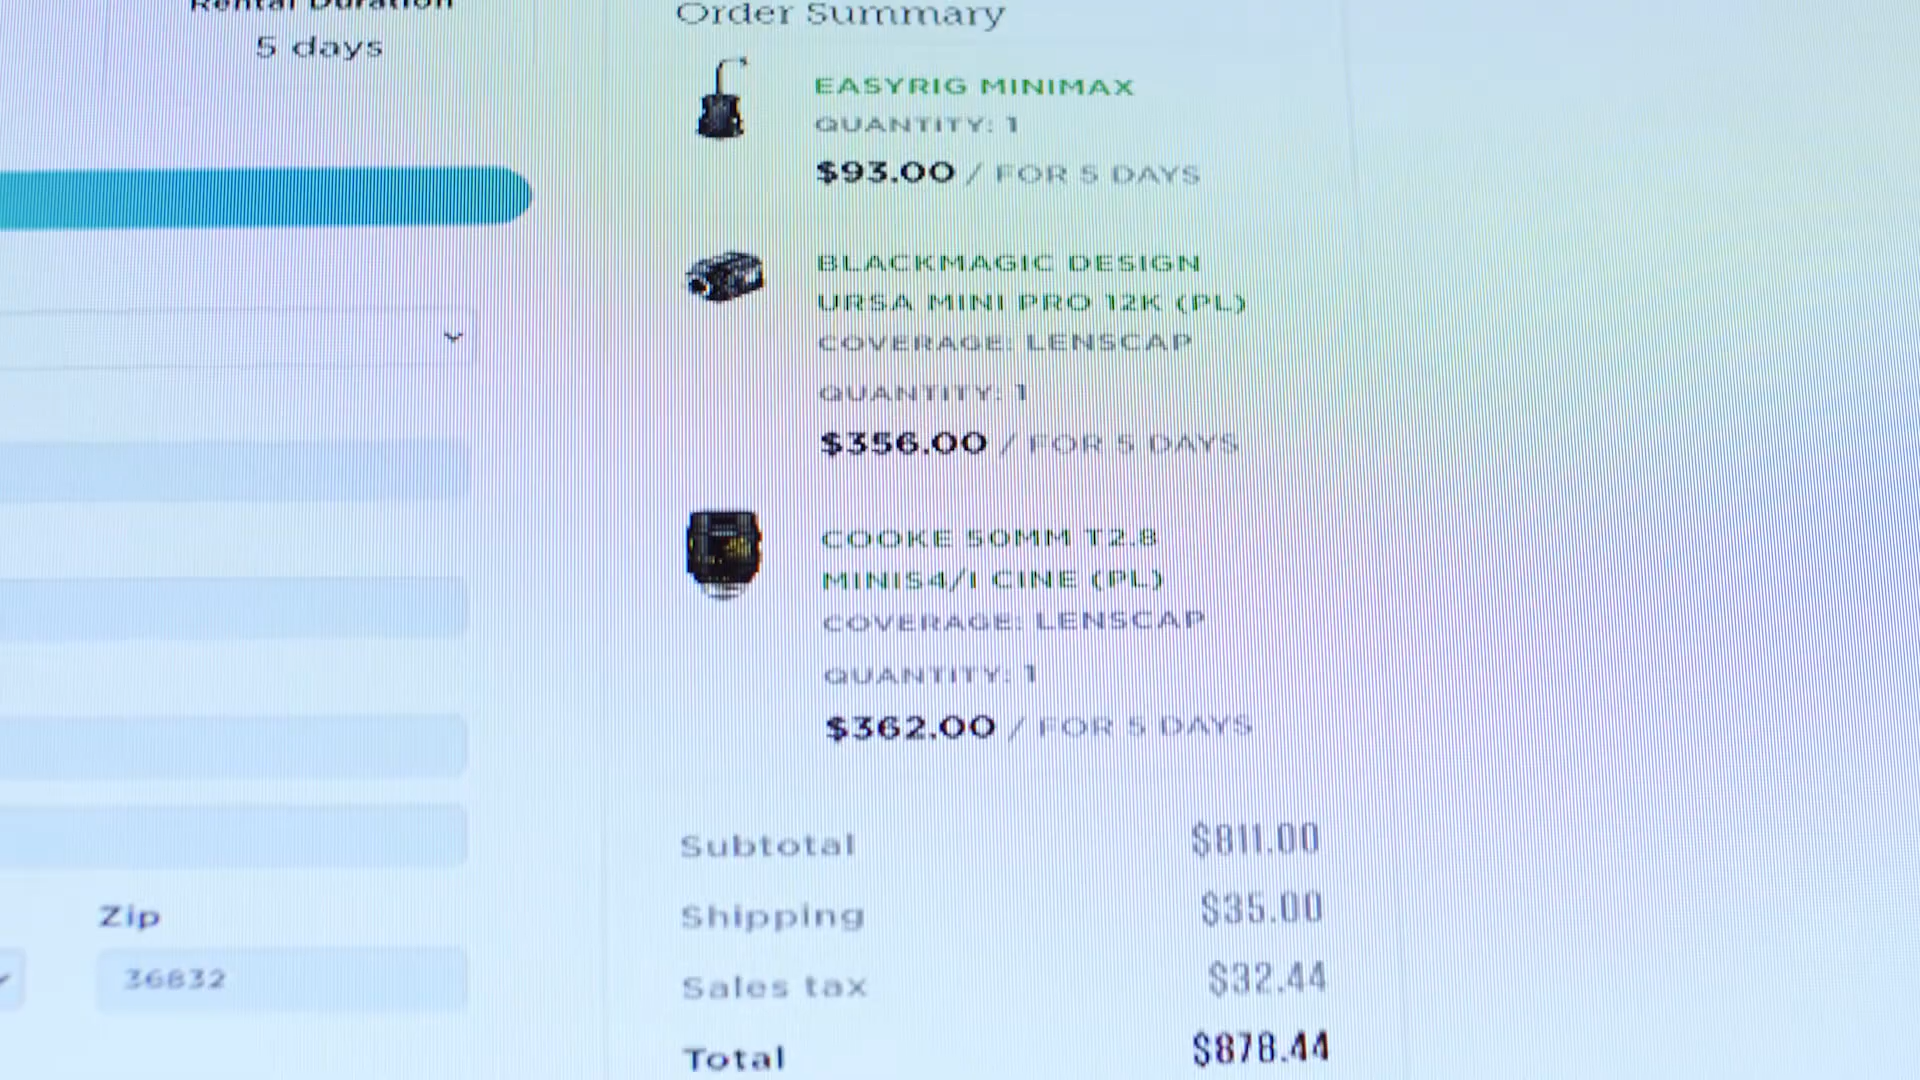 Rental Duration
5 days
Zip
36832
Order Summary
EASYRIG MINIMAX
QUANTITY: 1
$93.00 / FOR 5 DAYS
BLACKMAGIC DESIGN
URSA MINI PRO 12K (PL)
COVERAGE: LENSCAP
QUANTITY: 1
$356.00 / FOR 5 DAYS
COOKE 50MM T2.8
MINIS4/I CINE (PL)
COVERAGE: LENSCAP
QUANTITY: 1
$362.00 / FOR 5 DAYS
Subtotal $811.00
Shipping $35.00
Sales tax $32.44
Total $878.44